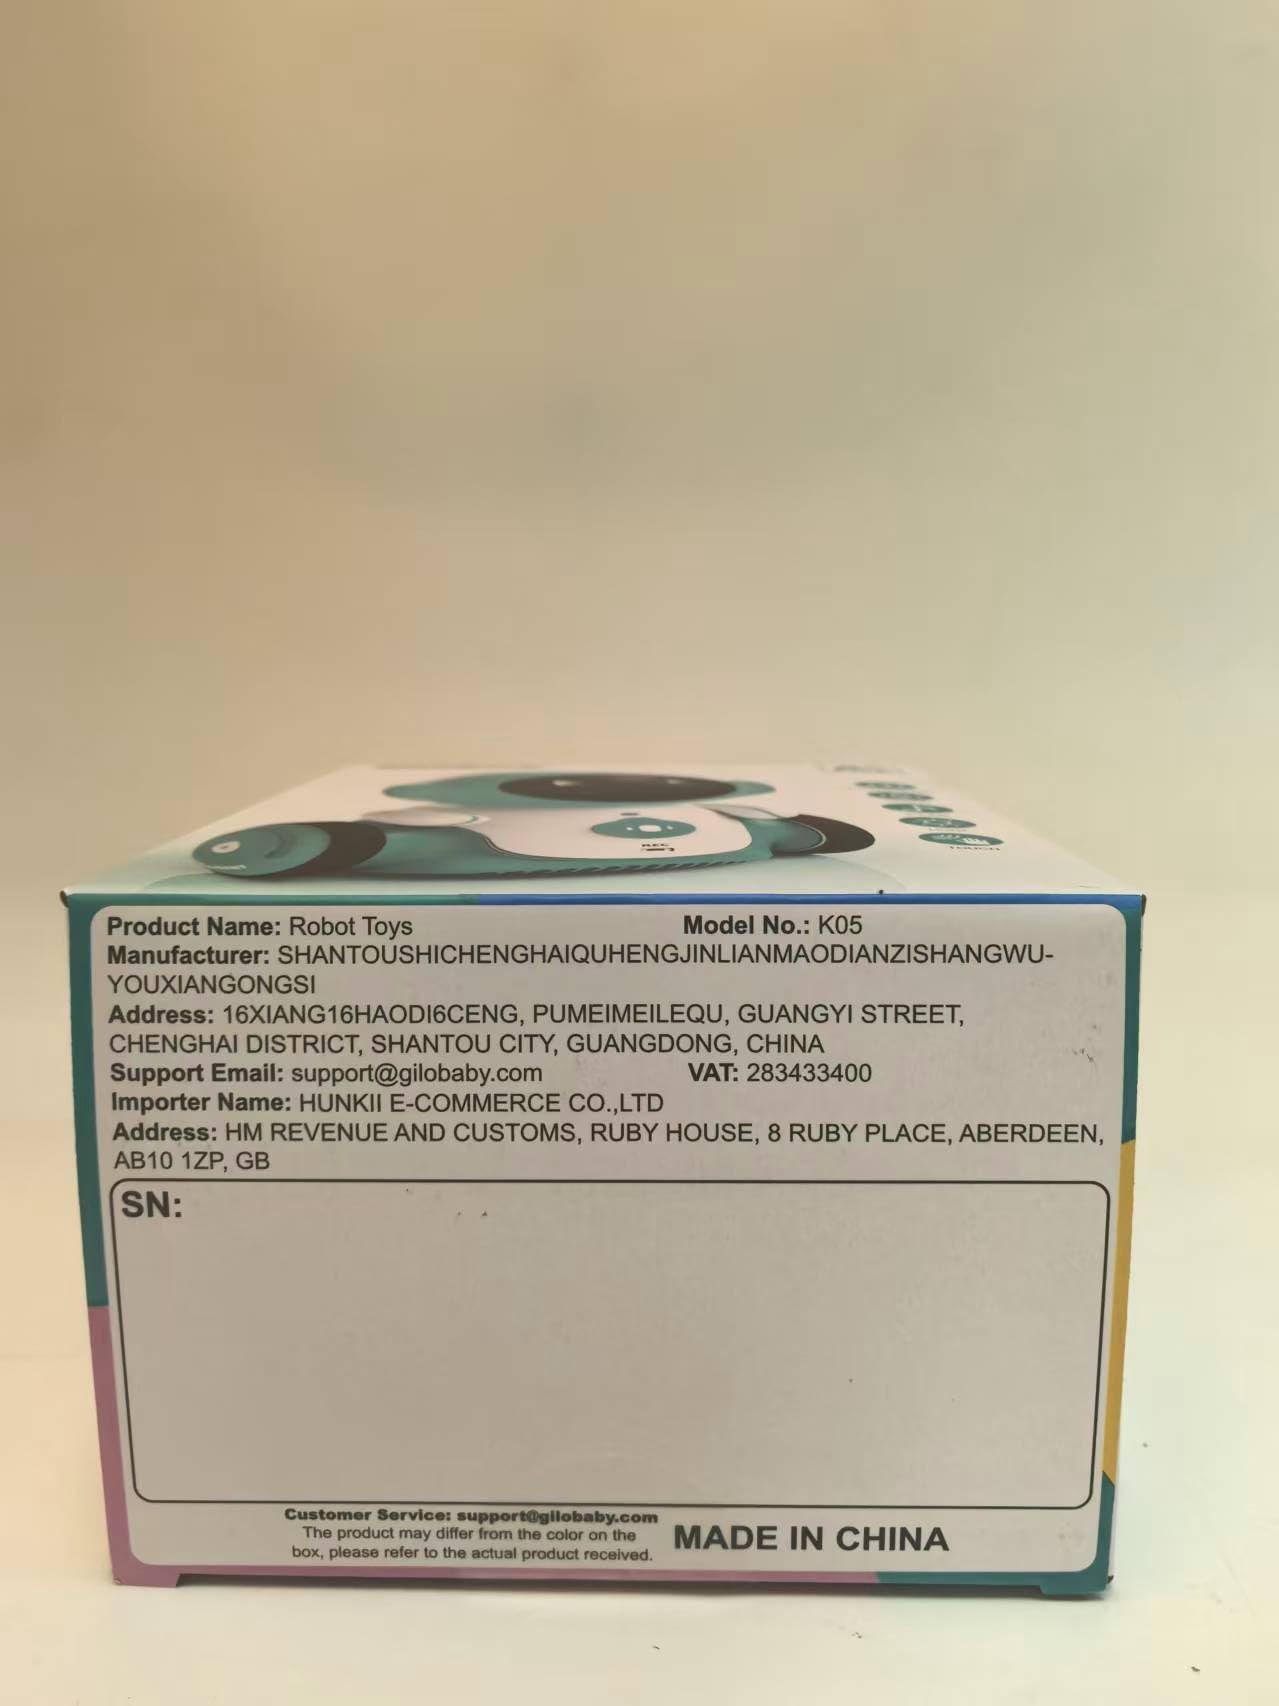 REC
TOUCH
Product Name: Robot Toys Model No.: K05
Manufacturer: SHANTOUSHICHENGHAIQUHENGJINLIANMAODIANZISHANGWU-
YOUXIANGONGSI
Address: 16XIANG16HAODI6CENG, PUMEIMEILEQU, GUANGYI STREET,
CHENGHAI DISTRICT, SHANTOU CITY, GUANGDONG, CHINA
Support Email: support@gilobaby.com VAT: 283433400
Importer Name: HUNKII E-COMMERCE CO.,LTD
Address: HM REVENUE AND CUSTOMS, RUBY HOUSE, 8 RUBY PLACE, ABERDEEN,
AB10 1ZP, GB
SN:
Customer Service: support@gilobaby.com
The product may differ from the color on the
box, please refer to the actual product received.
MADE IN CHINA